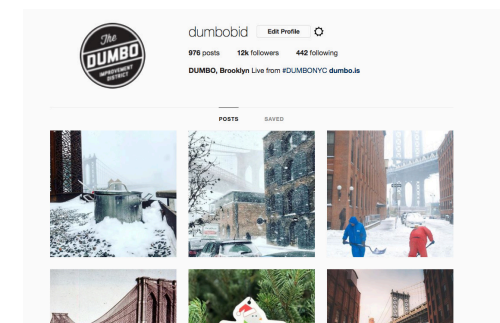 The
DUMBO
IMPROVEMENT
DISTRICT
dumbobid Edit Profile
976 posts 12k followers 442 following
DUMBO, Brooklyn Live from #DUMBONYC dumbo.is
POSTS SAVED